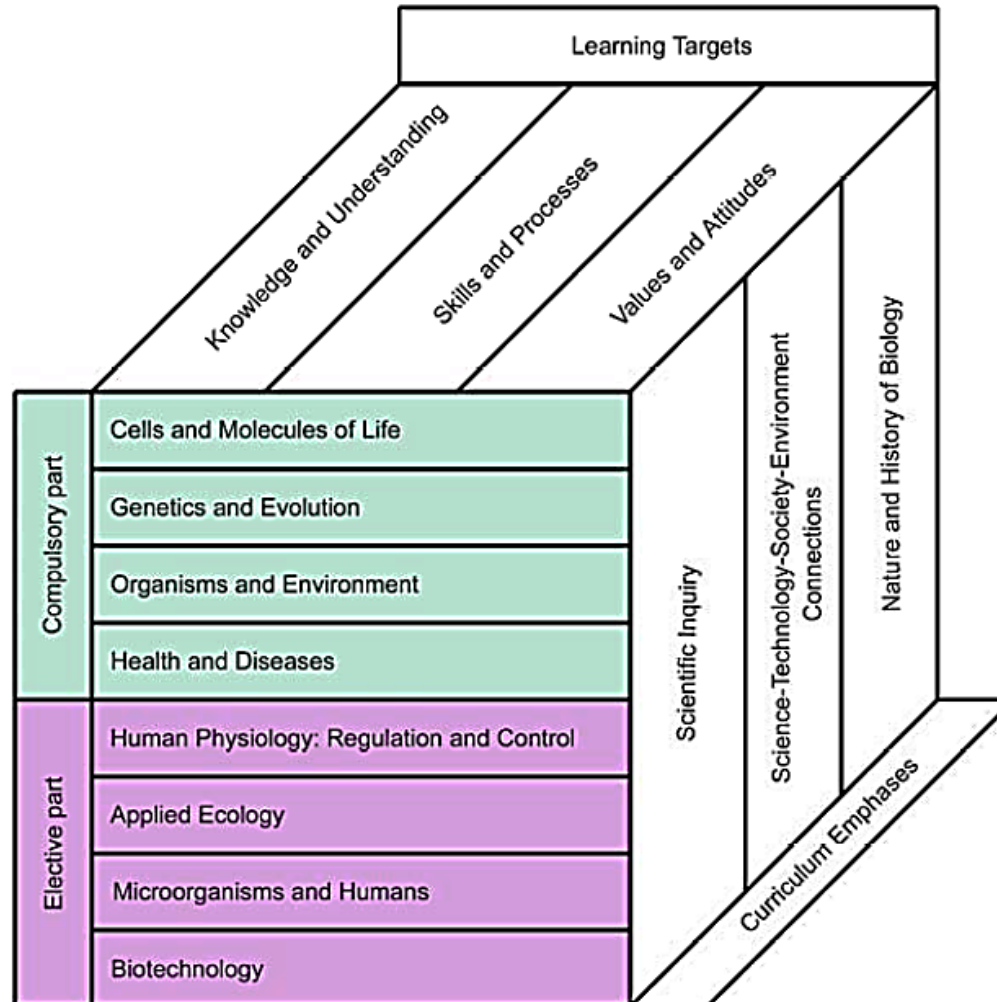 Learning Targets
Knowledge and Understanding
Skills and Processes
Values and Attitudes
Compulsory part
Cells and Molecules of Life
Genetics and Evolution
Organisms and Environment
Health and Diseases
Elective part
Human Physiology: Regulation and Control
Applied Ecology
Microorganisms and Humans
Biotechnology
Scientific Inquiry
Science-Technology-Society-Environment
Connections
Nature and History of Biology
Curriculum Emphases